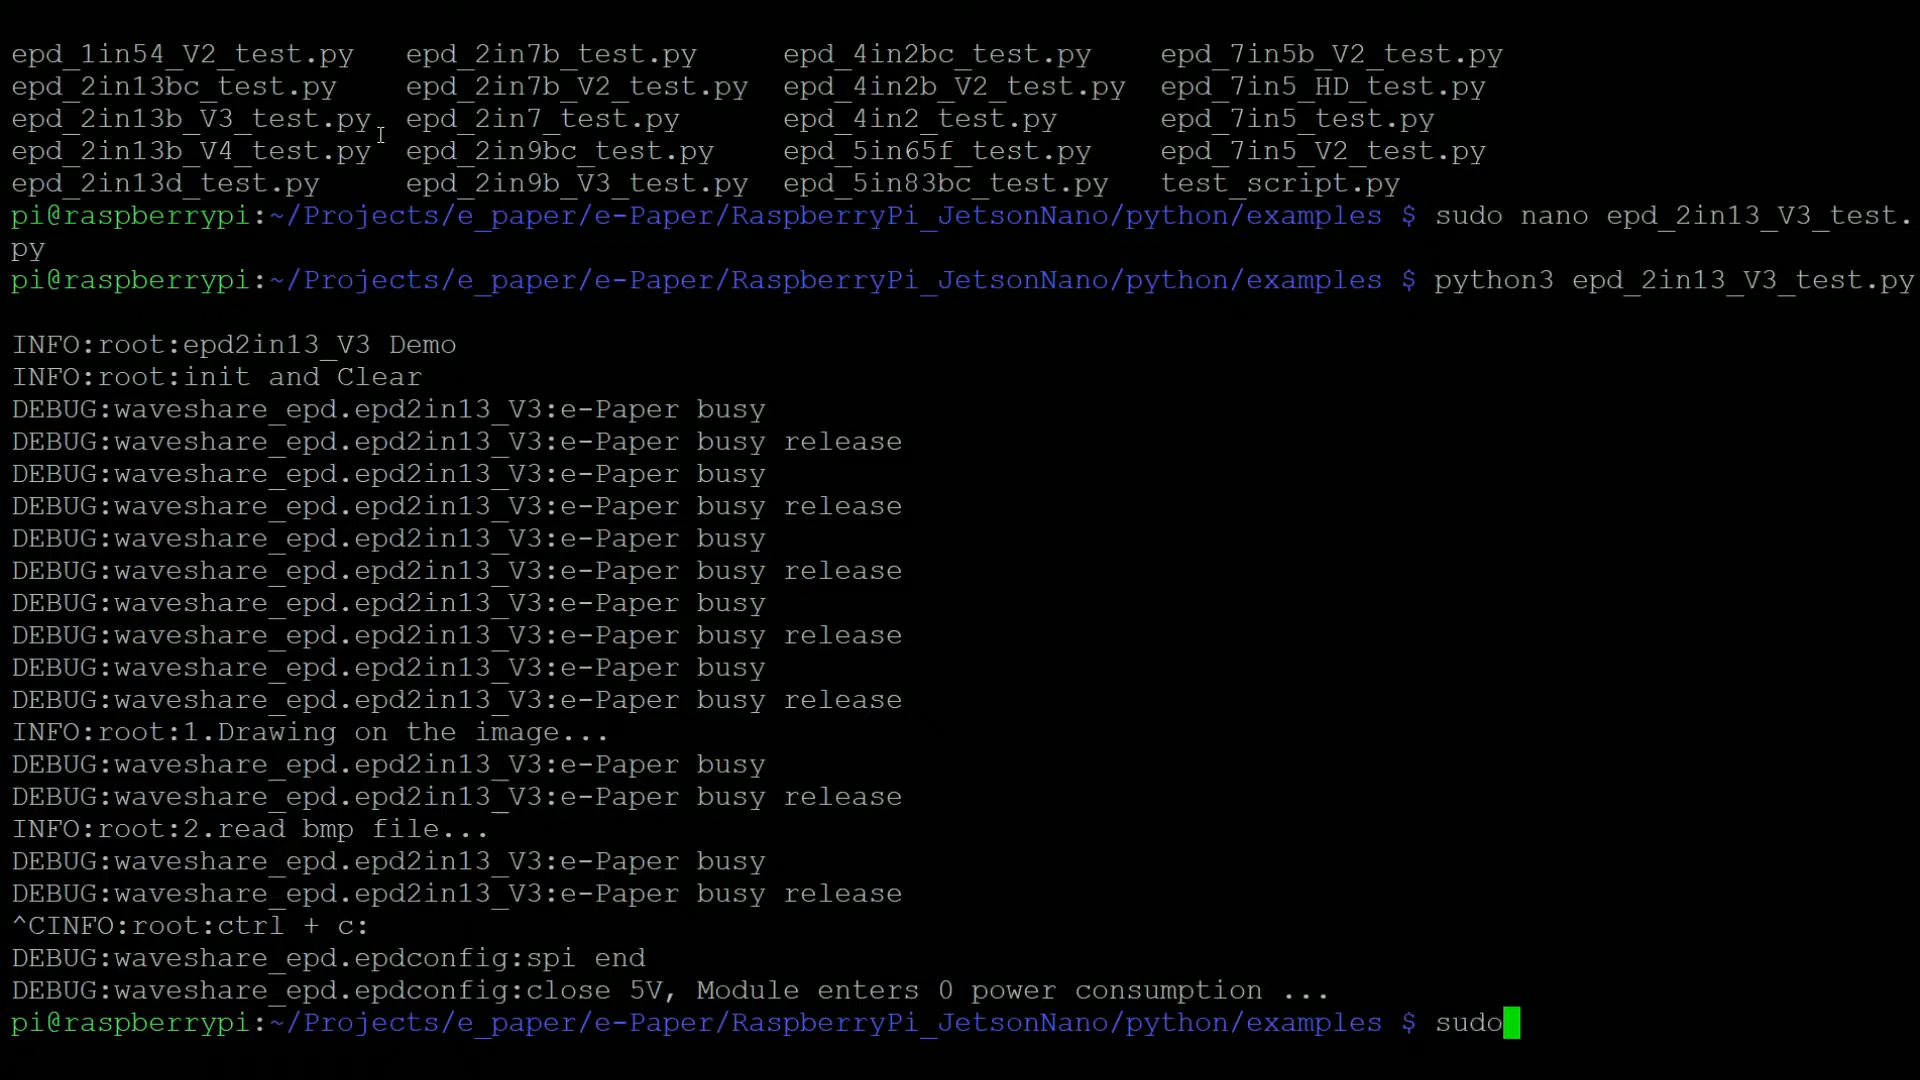 epd_1in54_V2_test.py epd_2in7b_test.py epd_4in2bc_test.py epd_7in5b_V2_test.py
epd_2in13bc_test.py epd_2in7b_V2_test.py epd_4in2b_V2_test.py epd_7in5_HD_test.py
epd_2in13b_V3_test.py epd_2in7_test.py epd_4in2_test.py epd_7in5_test.py
epd_2in13b_V4_test.py epd_2in9bc_test.py epd_5in65f_test.py epd_7in5_V2_test.py
epd_2in13d_test.py epd_2in9b_V3_test.py epd_5in83bc_test.py test_script.py
pi@raspberrypi:~/Projects/e_paper/e-Paper/RaspberryPi_JetsonNano/python/examples $ sudo nano epd_2in13_V3_test.
py
pi@raspberrypi:~/Projects/e_paper/e-Paper/RaspberryPi_JetsonNano/python/examples $ python3 epd_2in13_V3_test.py
INFO:root:epd2in13_V3 Demo
INFO:root:init and Clear
DEBUG:waveshare_epd.epd2in13_V3:e-Paper busy
DEBUG:waveshare_epd.epd2in13_V3:e-Paper busy release
DEBUG:waveshare_epd.epd2in13_V3:e-Paper busy
DEBUG:waveshare_epd.epd2in13_V3:e-Paper busy release
DEBUG:waveshare_epd.epd2in13_V3:e-Paper busy
DEBUG:waveshare_epd.epd2in13_V3:e-Paper busy release
DEBUG:waveshare_epd.epd2in13_V3:e-Paper busy
DEBUG:waveshare_epd.epd2in13_V3:e-Paper busy release
DEBUG:waveshare_epd.epd2in13_V3:e-Paper busy
DEBUG:waveshare_epd.epd2in13_V3:e-Paper busy release
INFO:root:1.Drawing on the image...
DEBUG:waveshare_epd.epd2in13_V3:e-Paper busy
DEBUG:waveshare_epd.epd2in13_V3:e-Paper busy release
INFO:root:2.read bmp file...
DEBUG:waveshare_epd.epd2in13_V3:e-Paper busy
DEBUG:waveshare_epd.epd2in13_V3:e-Paper busy release
^CINFO:root:ctrl + c:
DEBUG:waveshare_epd.epdconfig:spi end
DEBUG:waveshare_epd.epdconfig:close 5V, Module enters 0 power consumption ...
pi@raspberrypi:~/Projects/e_paper/e-Paper/RaspberryPi_JetsonNano/python/examples $ sudo